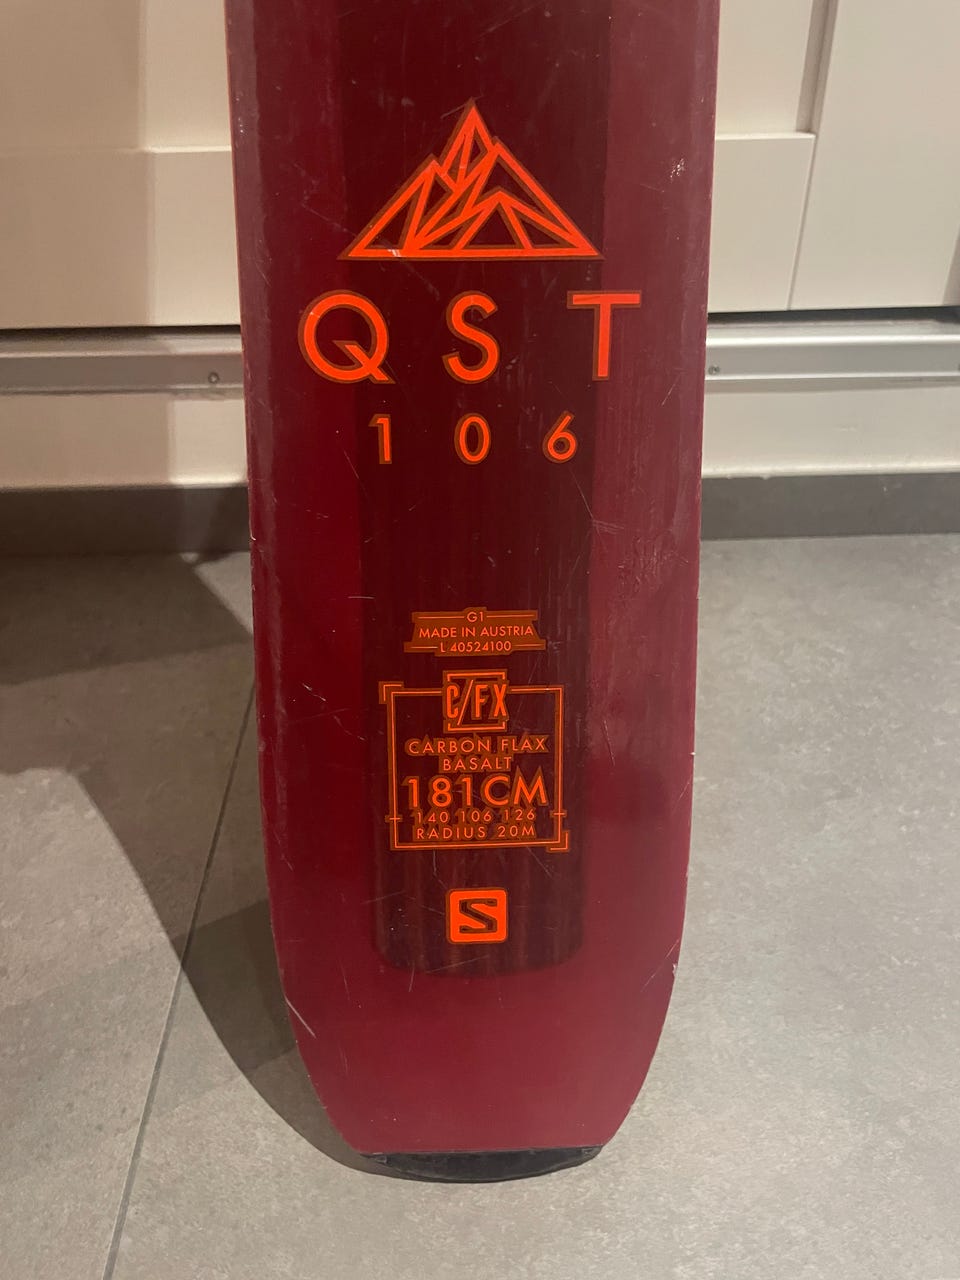 QST
106
G1
MADE IN AUSTRIA
L 40524100
C/FX
CARBON FLAX
BASALT
181CM
140 106 126
RADIUS 20M
S